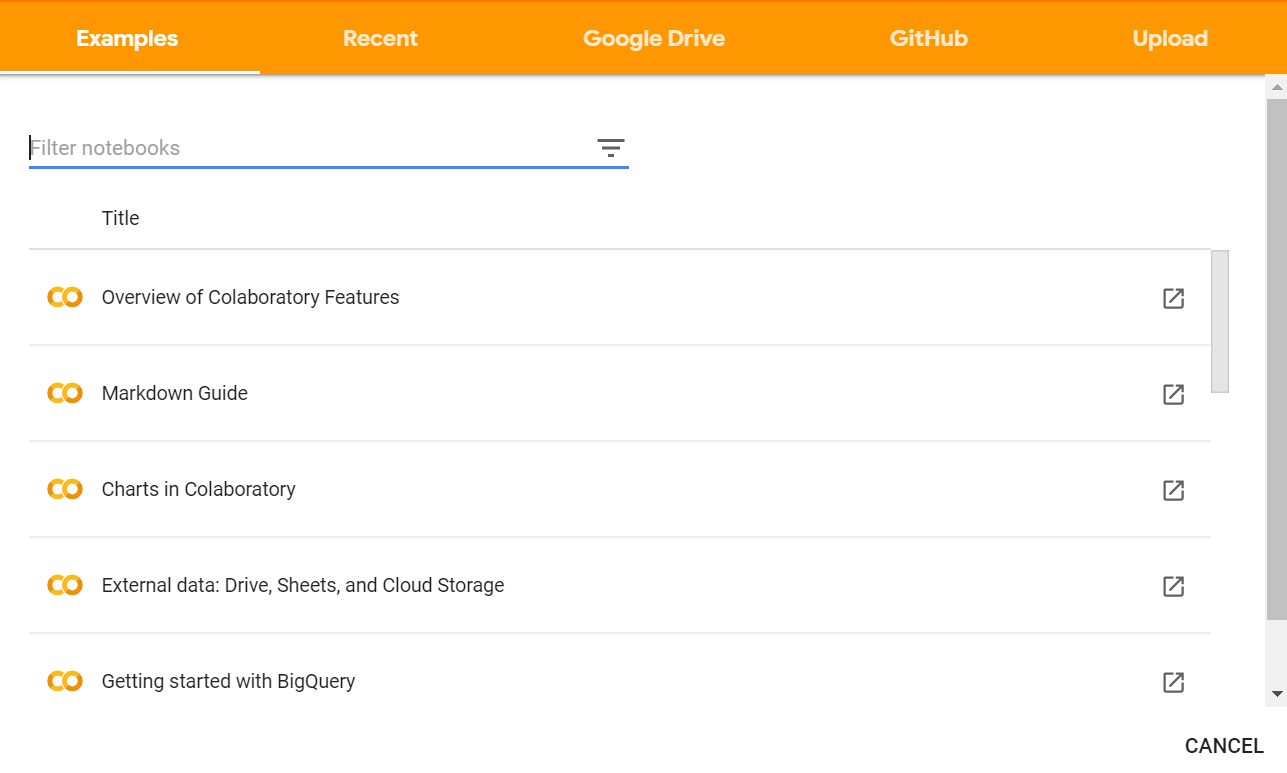 Examples Recent Google Drive GitHub Upload
Filter notebooks
Title
Overview of Colaboratory Features
Markdown Guide
Charts in Colaboratory
External data: Drive, Sheets, and Cloud Storage
Getting started with BigQuery
CANCEL